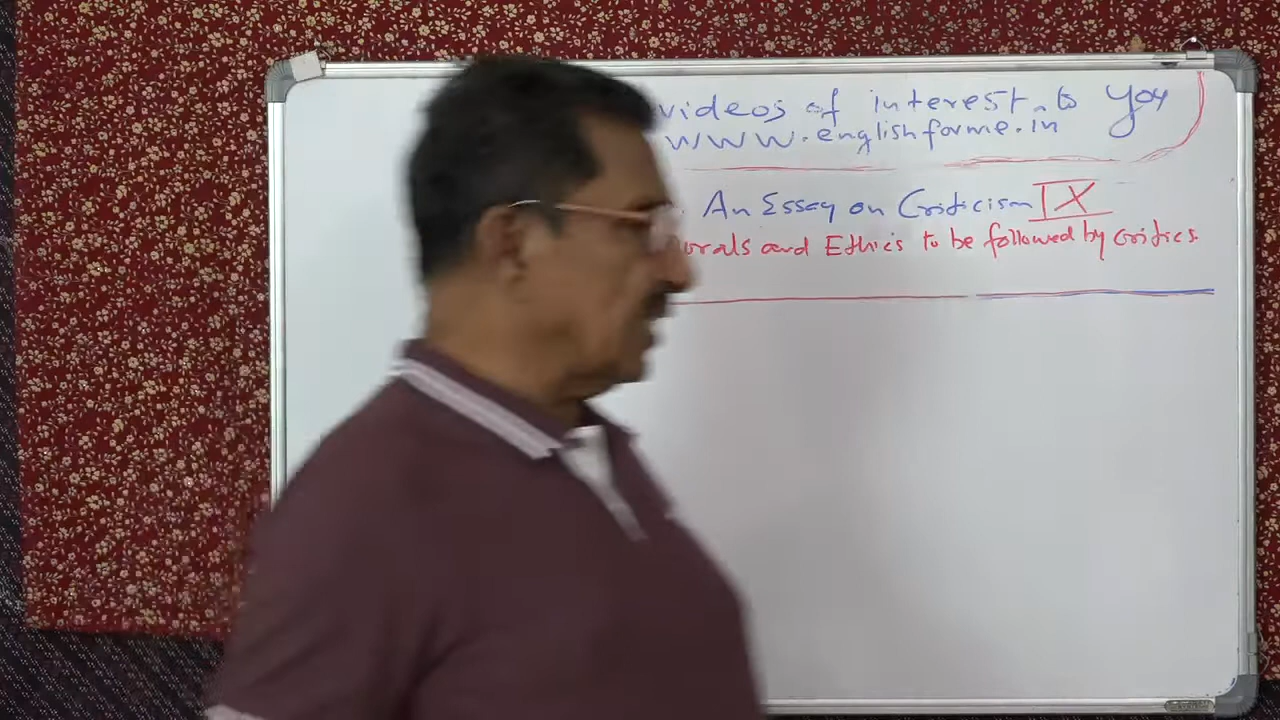 videos of interest to you
www.englishforme.in
An Essay on Criticism IX
orals and Ethics to be followed by critics.